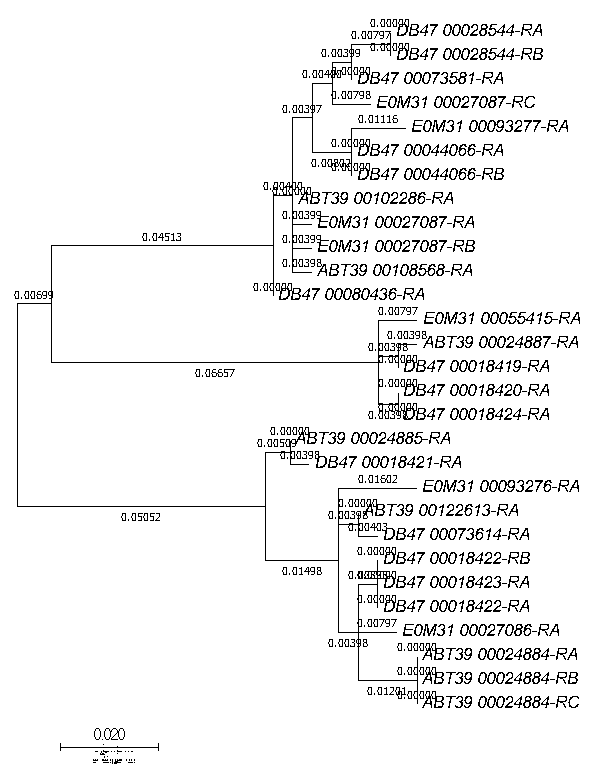 0.00000
DB47 00028544-RA
0.00797
0.00000
DB47 00028544-RB
0.00399
0.00000
DB47 00073581-RA
0.00798
E0M31 00027087-RC
0.00397
0.01116
E0M31 00093277-RA
DB47 00044066-RA
DB47 00044066-RB
0.00000
ABT39 00102286-RA
0.00399
E0M31 00027087-RA
0.00399
E0M31 00027087-RB
0.00398
ABT39 00108568-RA
0.04513
0.00000
DB47 00080436-RA
0.00699
0.00797
E0M31 00055415-RA
0.00398
ABT39 00024887-RA
0.00398
0.00000
DB47 00018419-RA
0.06657
0.00000
DB47 00018420-RA
0.00000
0.00398
DB47 00018424-RA
0.00000
ABT39 00024885-RA
0.00509
0.00398
DB47 00018421-RA
0.01602
E0M31 00093276-RA
0.00000
ABT39 00122613-RA
0.00398
0.05052
0.00403
DB47 00073614-RA
0.00000
DB47 00018422-RB
0.01498
DB47 00018423-RA
0.00000
DB47 00018422-RA
0.00797
E0M31 00027086-RA
0.00398
0.00000
ABT39 00024884-RA
0.00000
ABT39 00024884-RB
0.01201
0.00000
ABT39 00024884-RC
0.020